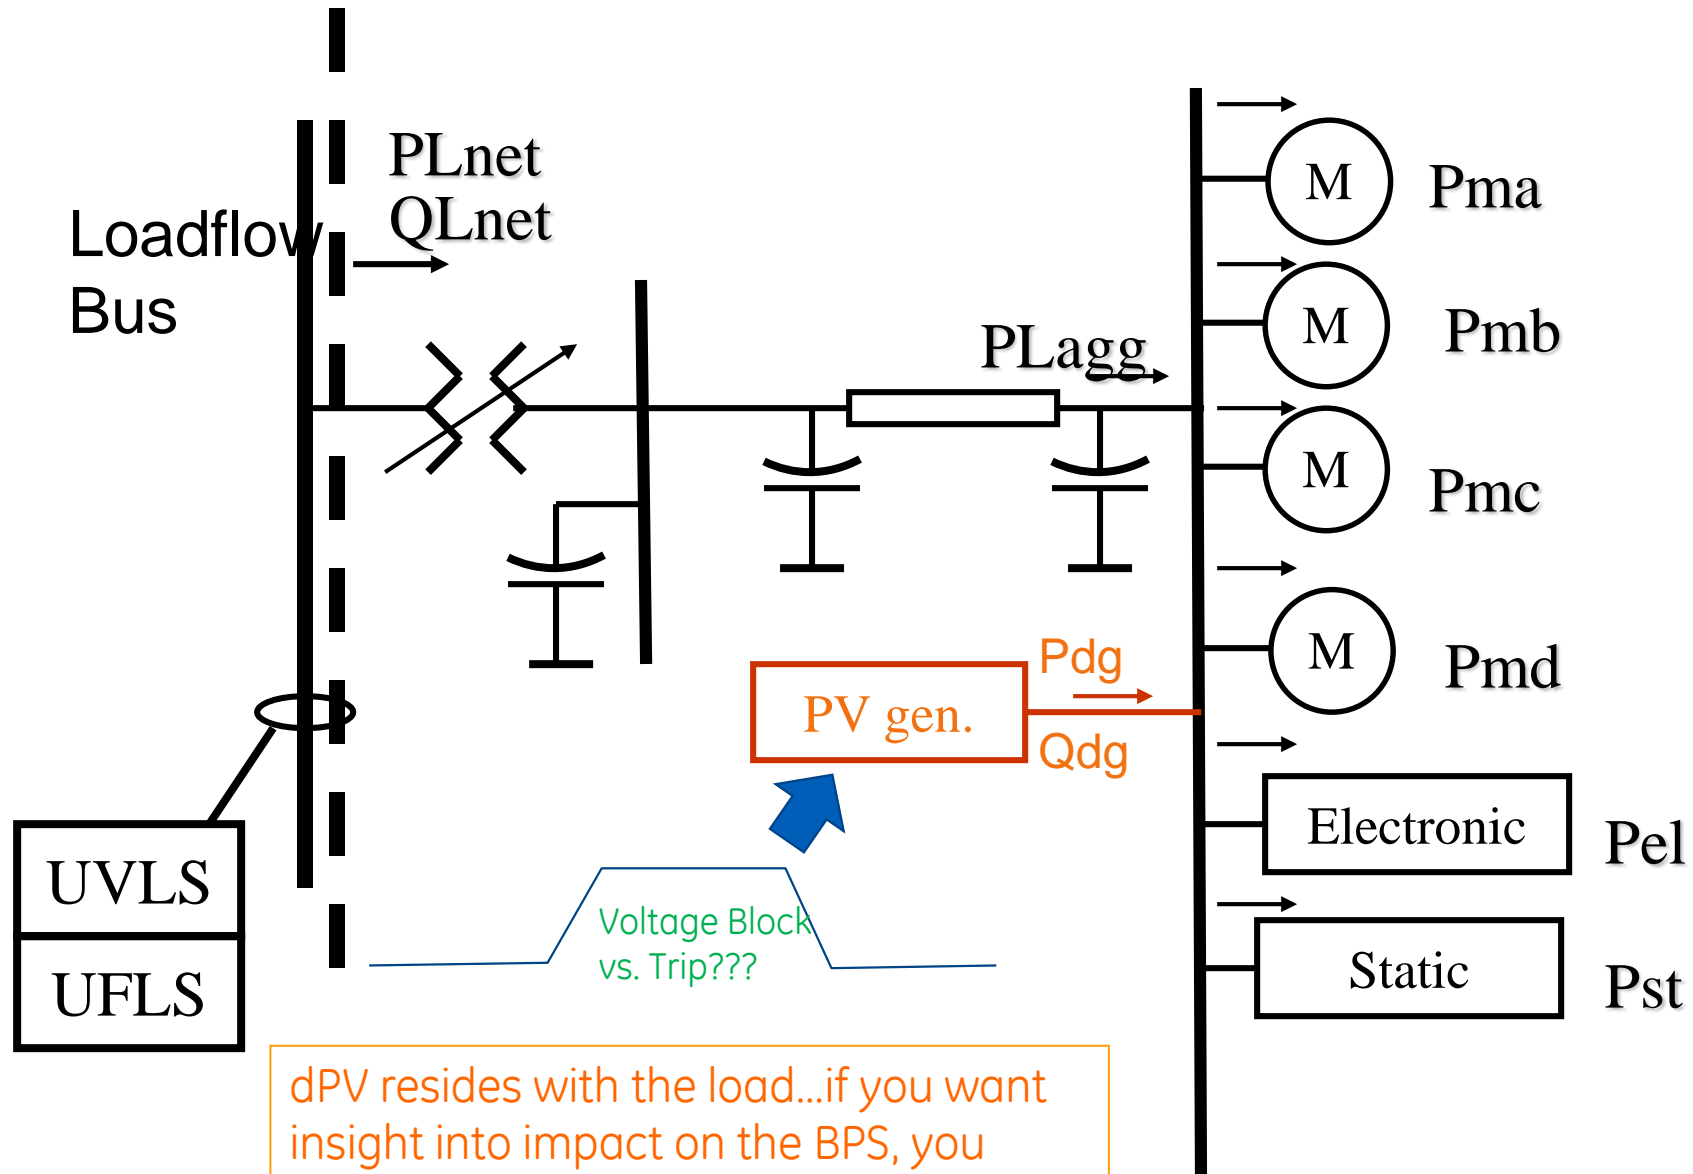 PLnet
QLnet
Loadflow
Bus
PLagg
M
Pma
M
Pmb
M
Pmc
M
Pmd
PV gen.
Pdg
Qdg
Electronic
Pel
Static
Pst
UVLS
UFLS
Voltage Block
vs. Trip???
dPV resides with the load...if you want
insight into impact on the BPS, you